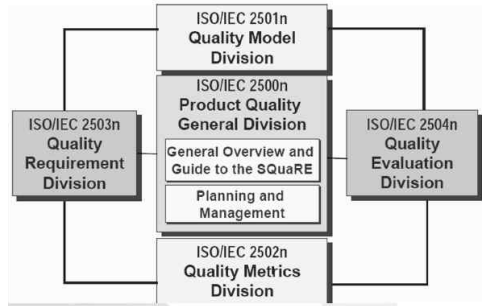 ISO/IEC 2501n
Quality Model
Division
ISO/IEC 2500n
Product Quality
General Division
General Overview and
Guide to the SQuaRE
Planning and
Management
ISO/IEC 2503n
Quality
Requirement
Division
ISO/IEC 2504n
Quality
Evaluation
Division
ISO/IEC 2502n
Quality Metrics
Division